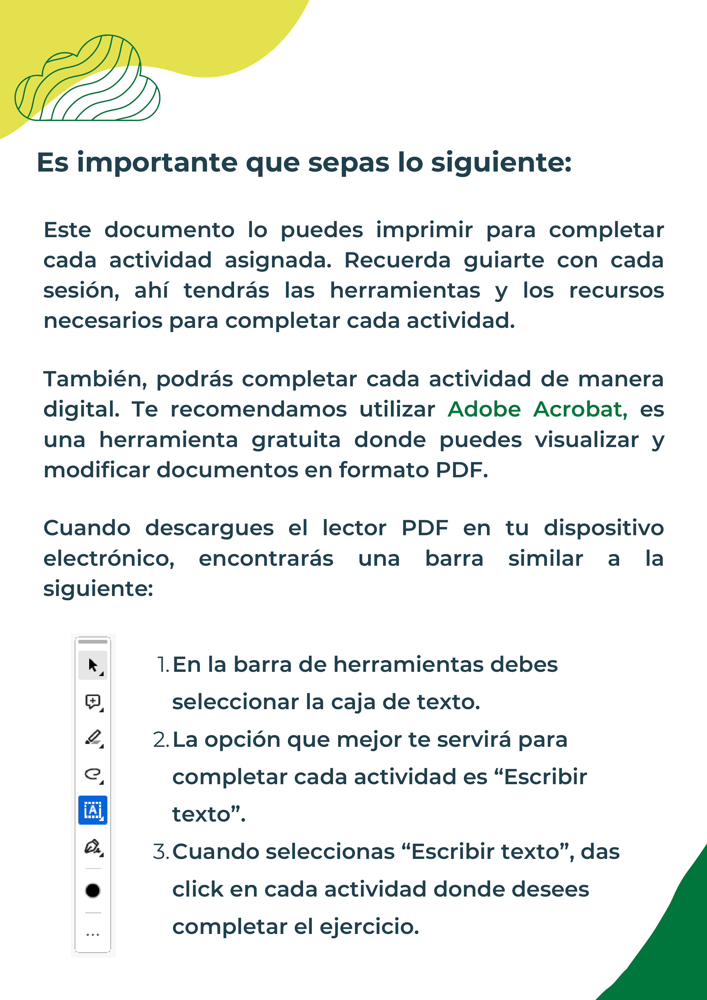 Es importante que sepas lo siguiente:
Este documento lo puedes imprimir para completar
cada actividad asignada. Recuerda guiarte con cada
sesión, ahí tendrás las herramientas y los recursos
necesarios para completar cada actividad.
También, podrás completar cada actividad de manera
digital. Te recomendamos utilizar Adobe Acrobat, es
una herramienta gratuita donde puedes visualizar y
modificar documentos en formato PDF.
Cuando descargues el lector PDF en tu dispositivo
electrónico, encontrarás una barra similar a la
siguiente:
A
1. En la barra de herramientas debes
seleccionar la caja de texto.
2. La opción que mejor te servirá para
completar cada actividad es “Escribir
texto”.
3. Cuando seleccionas “Escribir texto”, das
click en cada actividad donde desees
completar el ejercicio.